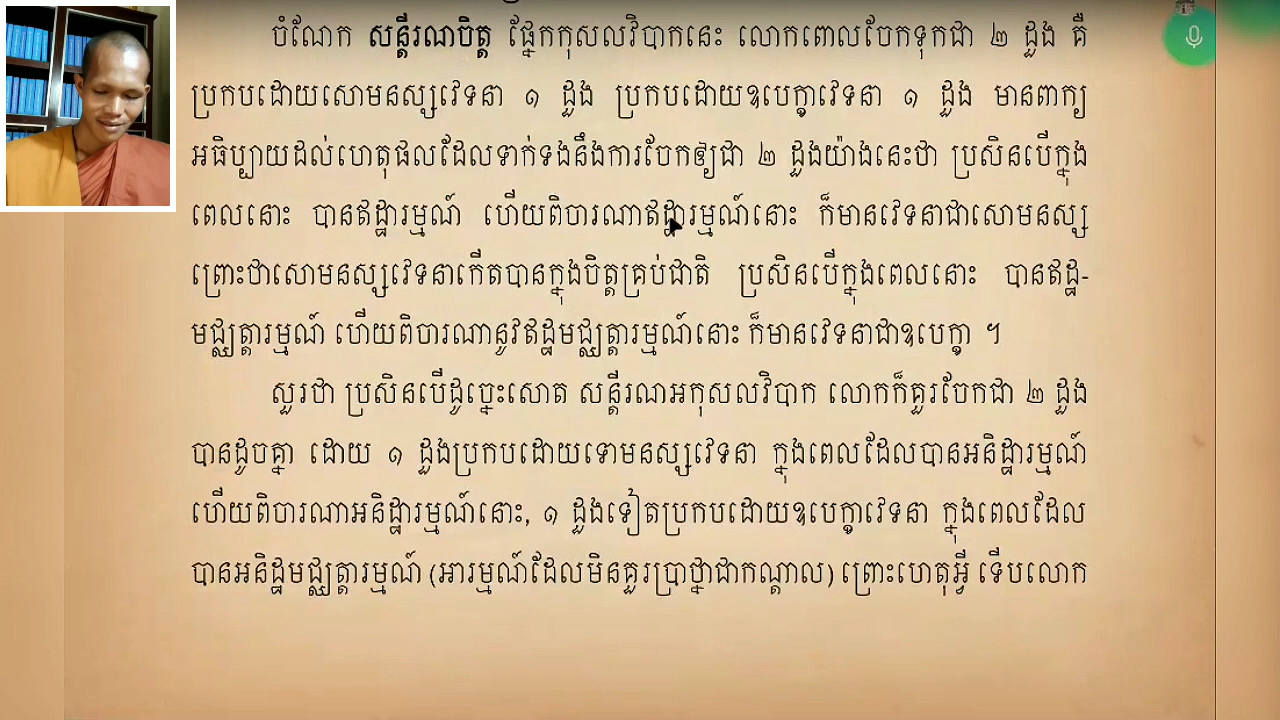 ចំណែក សន្តីរណចិត្ត ផ្នែកកុសលវិបាកនេះ លោកពោលចែកទុកជា ២ ដួង គឺ
ប្រកបដោយសោមនស្សវេទនា ១ ដួង ប្រកបដោយឧបេក្ខាវេទនា ១ ដួង មានពាក្យ
អធិប្បាយដល់ហេតុផលដែលទាក់ទងនឹងការចែកឲ្យជា ២ ដួងយ៉ាងនេះថា ប្រសិនបើក្នុង
ពេលនោះ បានឥដ្ឋារម្មណ៍ ហើយពិចារណាឥដ្ឋារម្មណ៍នោះ ក៏មានវេទនាជាសោមនស្ស
ព្រោះថាសោមនស្សវេទនាកើតបានក្នុងចិត្តគ្រប់ជាតិ ប្រសិនបើក្នុងពេលនោះ បានឥដ្ឋ-
មជ្ឈត្តារម្មណ៍ ហើយពិចារណានូវឥដ្ឋមជ្ឈត្តារម្មណ៍នោះ ក៏មានវេទនាជាឧបេក្ខា ។
សួរថា ប្រសិនបើដូច្នេះសោត សន្តីរណអកុសលវិបាក លោកក៏គួរចែកជា ២ ដួង
បានដូចគ្នា ដោយ ១ ដួងប្រកបដោយទោមនស្សវេទនា ក្នុងពេលដែលបានអនិដ្ឋារម្មណ៍
ហើយពិចារណាអនិដ្ឋារម្មណ៍នោះ, ១ ដួងទៀតប្រកបដោយឧបេក្ខាវេទនា ក្នុងពេលដែល
បានអនិដ្ឋមជ្ឈត្តារម្មណ៍ (អារម្មណ៍ដែលមិនគួរប្រាថ្នាជាកណ្ដាល) ព្រោះហេតុអ្វី ទើបលោក